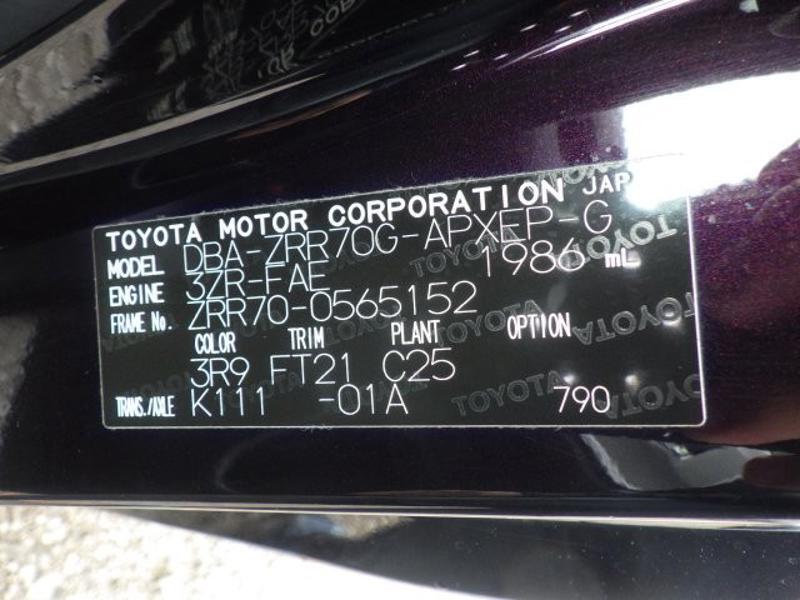 TOYOTA MOTOR CORPORATION JAP
MODEL DBA-ZRR70G-APXEP-G
ENGINE 3ZR-FAE 1986 mL
FRAME No. ZRR70-0565152
COLOR TRIM PLANT OPTION
3R9 FT21 C25
TRANS./AXLE K111 -01A 790